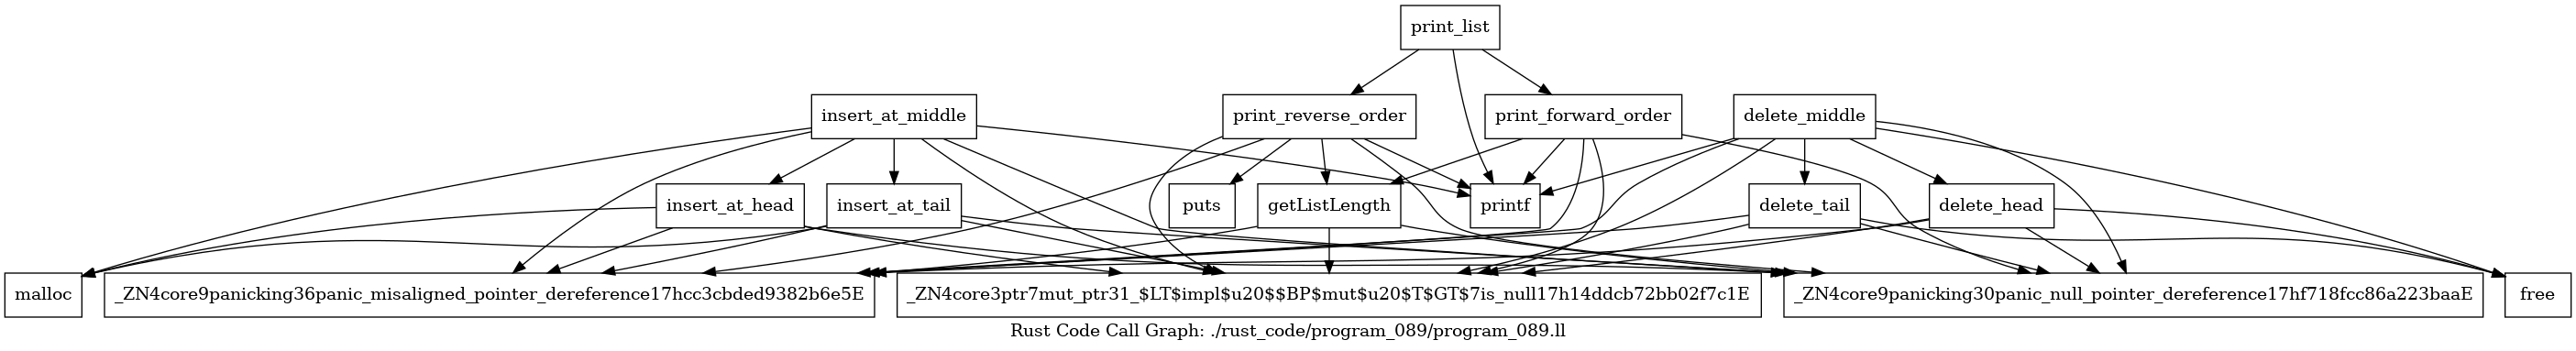 print_list
insert_at_middle
print_reverse_order
print_forward_order
delete_middle
insert_at_head
insert_at_tail
puts
getListLength
printf
delete_tail
delete_head
malloc
_ZN4core9panicking36panic_misaligned_pointer_dereference17hcc3cbded9382b6e5E
_ZN4core3ptr7mut_ptr31_$LT$impl$u20$$BP$mut$u20$T$GT$7is_null17h14ddcb72bb02f7c1E
_ZN4core9panicking30panic_null_pointer_dereference17hf718fcc86a223baaE
free
Rust Code Call Graph: ./rust_code/program_089/program_089.ll